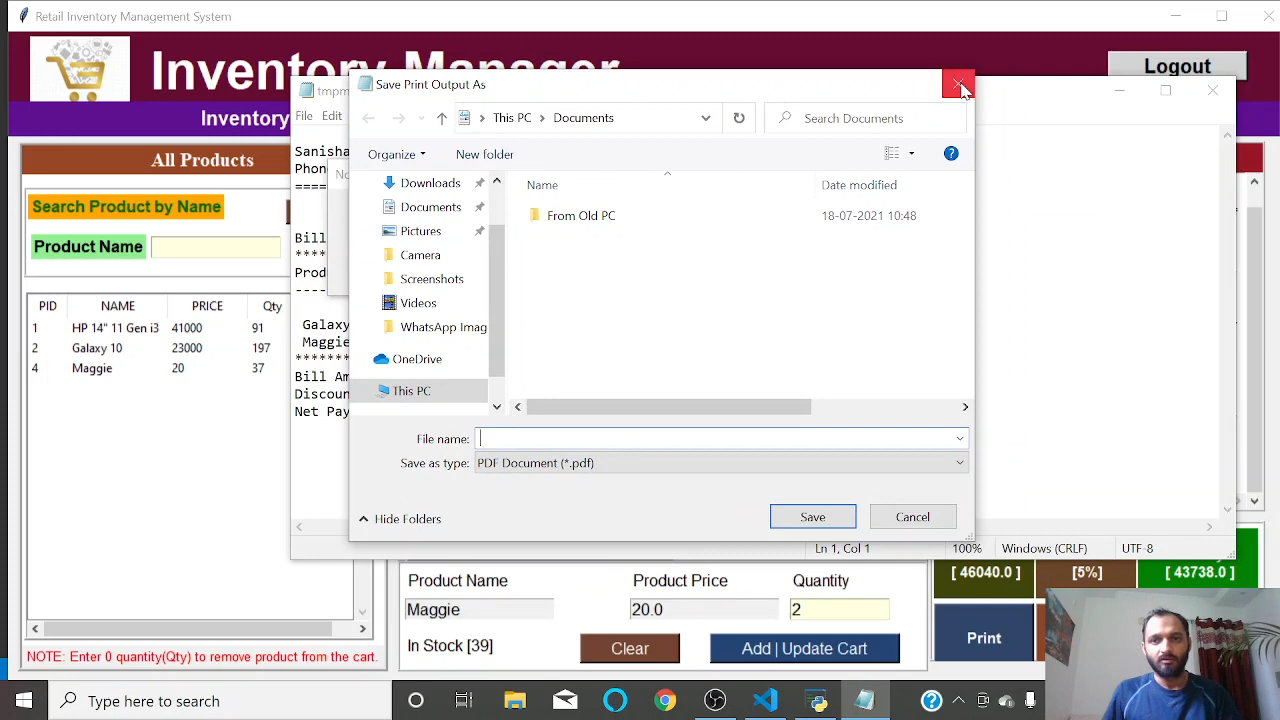 Retail Inventory Management System
Inventory Manager
Logout
Inventory
All Products
Search Product by Name
Product Name
PID NAME PRICE Qty
1 HP 14" 11 Gen i3 41000 91
2 Galaxy 10 23000 197
4 Maggie 20 37
NOTE: Enter 0 quantity(Qty) to remove product from the cart.
tmpm
File Edit
Sanisha
Phon
=====
Bill
****
Prod
----
Galaxy
Maggie
*****
Bill Am
Discoun
Net Pay
Save Print Output As
This PC Documents
Search Documents
Organize New folder
Downloads
Documents
Pictures
Camera
Screenshots
Videos
WhatsApp Imag
OneDrive
This PC
Name Date modified
From Old PC 18-07-2021 10:48
File name:
Save as type: PDF Document (*.pdf)
Hide Folders
Save Cancel
Ln 1, Col 1 100% Windows (CRLF) UTF-8
Product Name Product Price Quantity
Maggie 20.0 2
In Stock [39] Clear Add | Update Cart
[ 46040.0 ] [5%] [ 43738.0 ]
Print
Type here to search